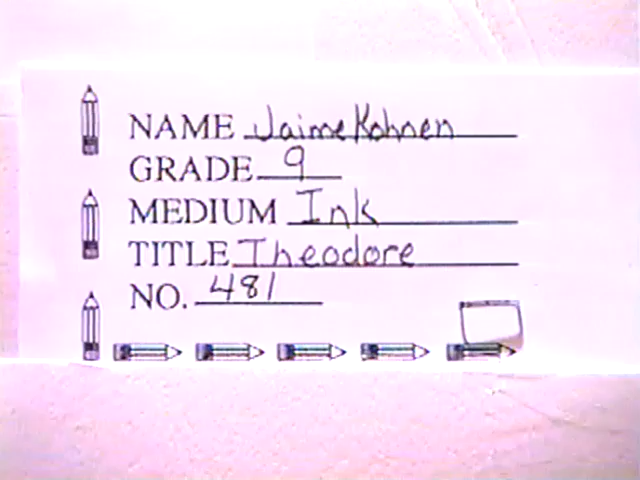 NAME Jaime Kohnen
GRADE 9
MEDIUM Ink
TITLE Theodore
NO. 481